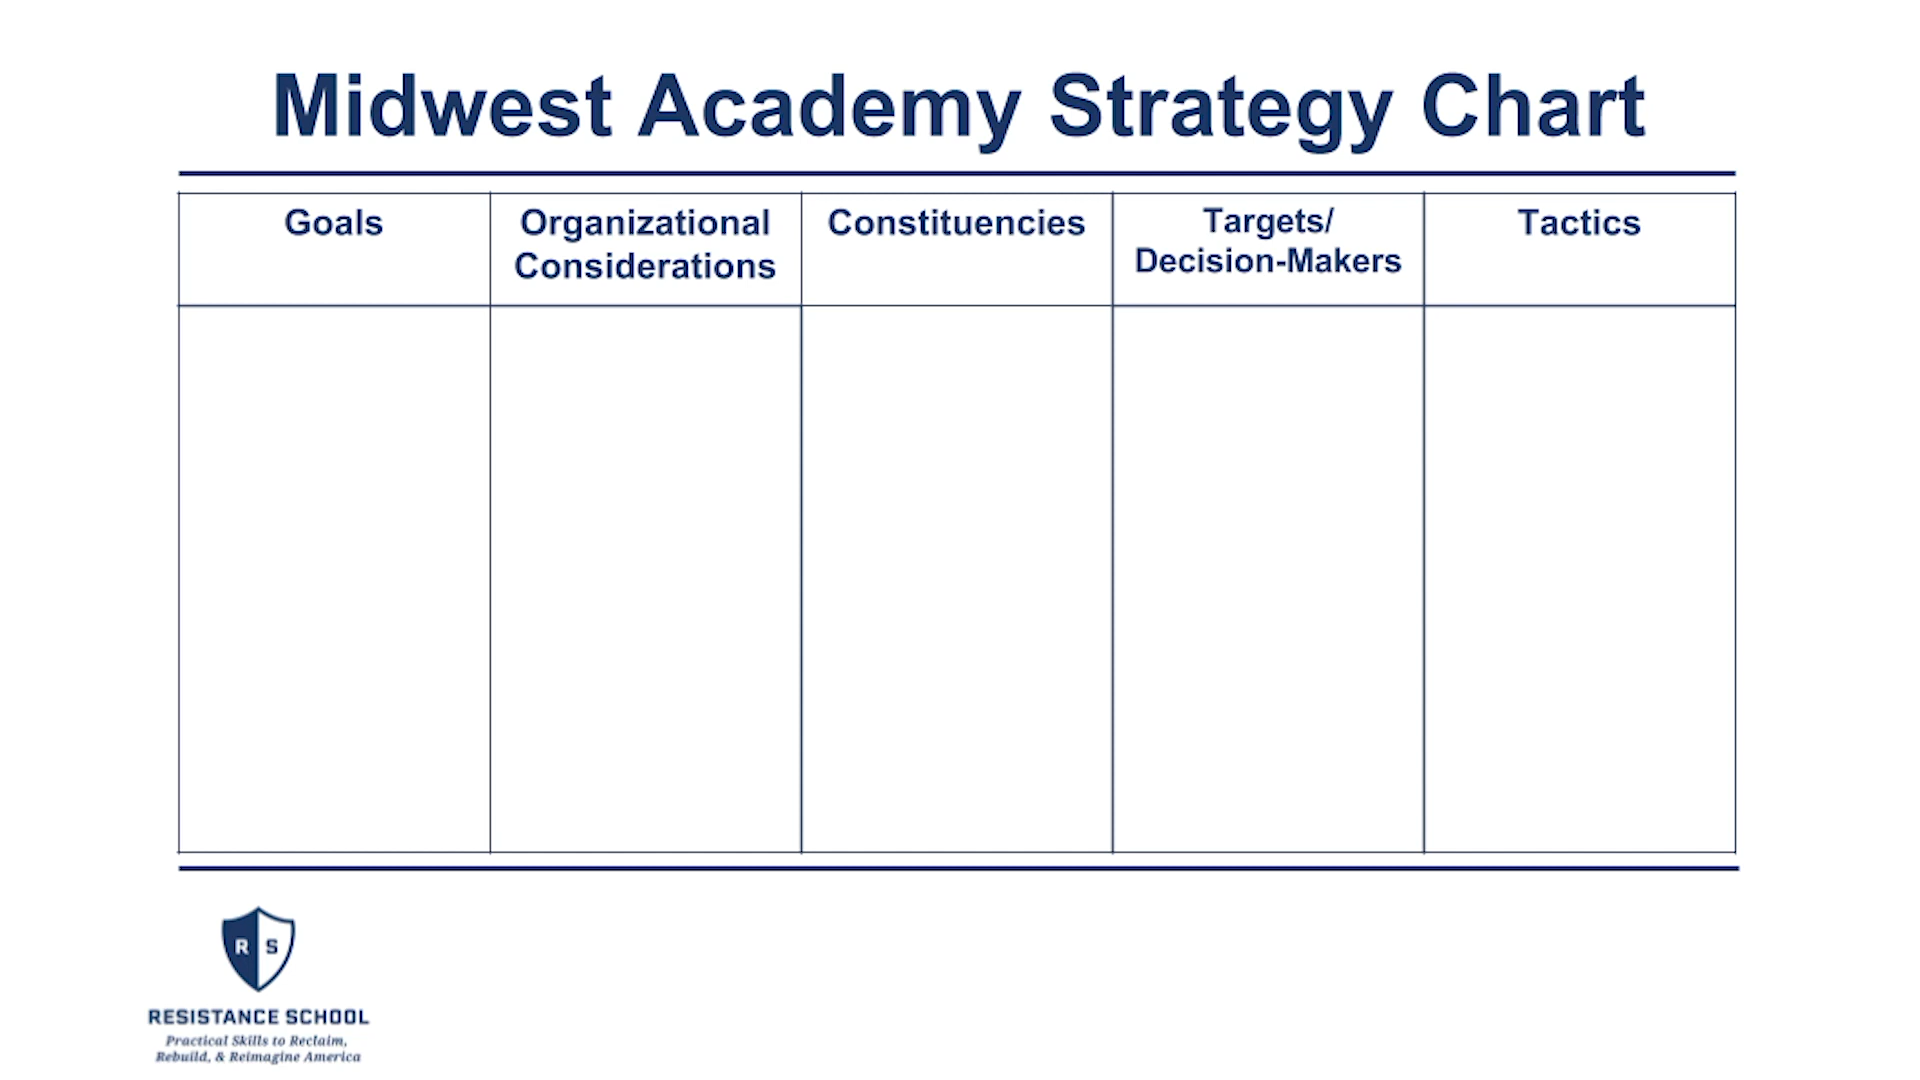 Midwest Academy Strategy Chart
Goals
Organizational
Considerations
Constituencies
Targets/
Decision-Makers
Tactics
R S
RESISTANCE SCHOOL
Practical Skills to Reclaim,
Rebuild, & Reimagine America